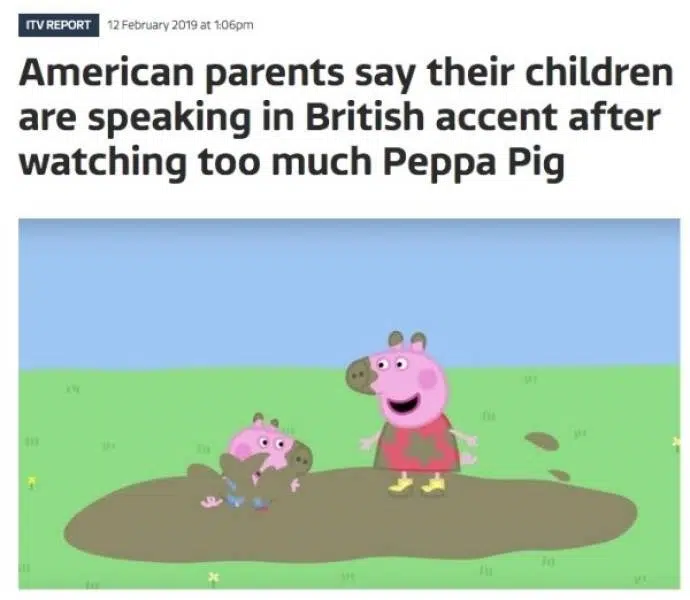 ITV REPORT 12 February 2019 at 1:06pm
American parents say their children
are speaking in British accent after
watching too much Peppa Pig